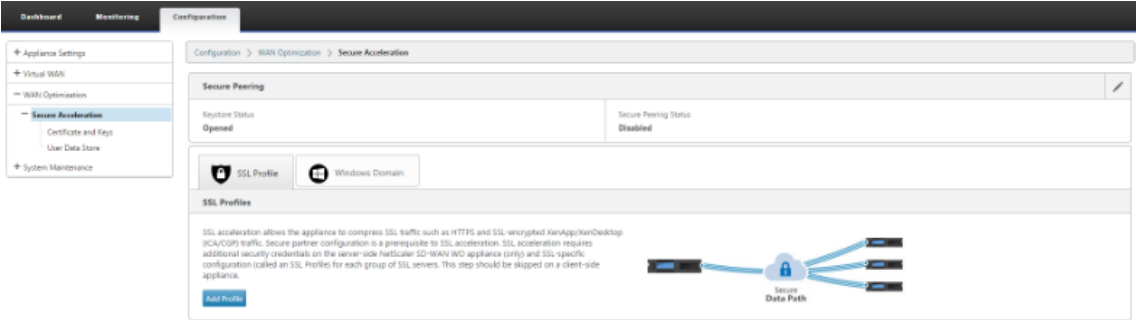 Dashboard Monitoring Configuration
+ Appliance Settings
+ Virtual WAN
− WAN Optimization
− Secure Acceleration
Certificate and Keys
User Data Store
+ System Maintenance
Configuration > WAN Optimization > Secure Acceleration
Secure Peering
Keystore Status
Opened
Secure Peering Status
Disabled
SSL Profile
Windows Domain
SSL Profiles
SSL acceleration allows the appliance to compress SSL traffic such as HTTPS and SSL-encrypted XenApp/XenDesktop
(ICA/CGP) traffic. Secure partner configuration is a prerequisite to SSL acceleration. SSL acceleration requires
additional security credentials on the server-side NetScaler SD-WAN WO appliance (only) and SSL-specific
configuration (called an SSL Profile) for each group of SSL servers. This step should be skipped on a client-side
appliance.
Add Profile
Secure
Data Path